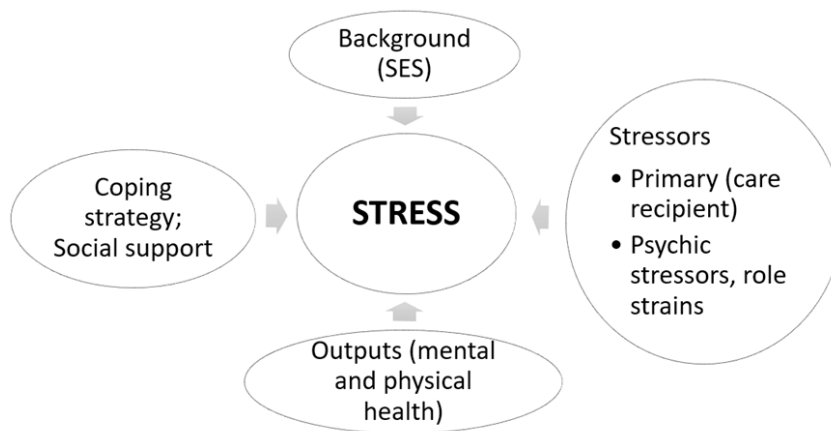 Background
(SES)
Coping
strategy;
Social support
STRESS
Stressors
• Primary (care
recipient)
• Psychic
stressors, role
strains
Outputs (mental
and physical
health)